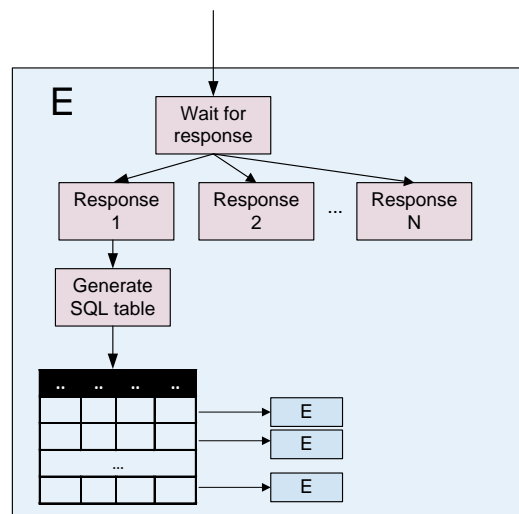 E
Wait for
response
Response
1
Response
2
...
Response
N
Generate
SQL table
.. .. .. ..
E
E
...
E